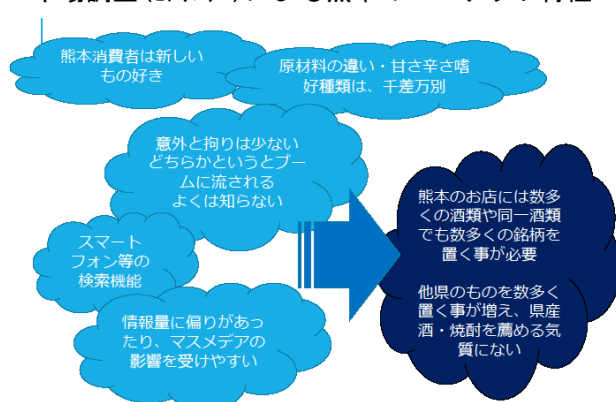 熊本消費者は新しい
もの好き
原材料の違い・甘さ辛さ嗜
好種類は、千差万別
意外と拘りは少ない
どちらかというとブー
ムに流される
よくは知らない
スマート
フォン等の
検索機能
情報量に偏りがあっ
たり、マスメデアの
影響を受けやすい
熊本のお店には数多
くの酒類や同一酒類
でも数多くの銘柄を
置く事が必要
他県のものを数多く
置く事が増え、県産
酒・焼酎を薦める気
質にない